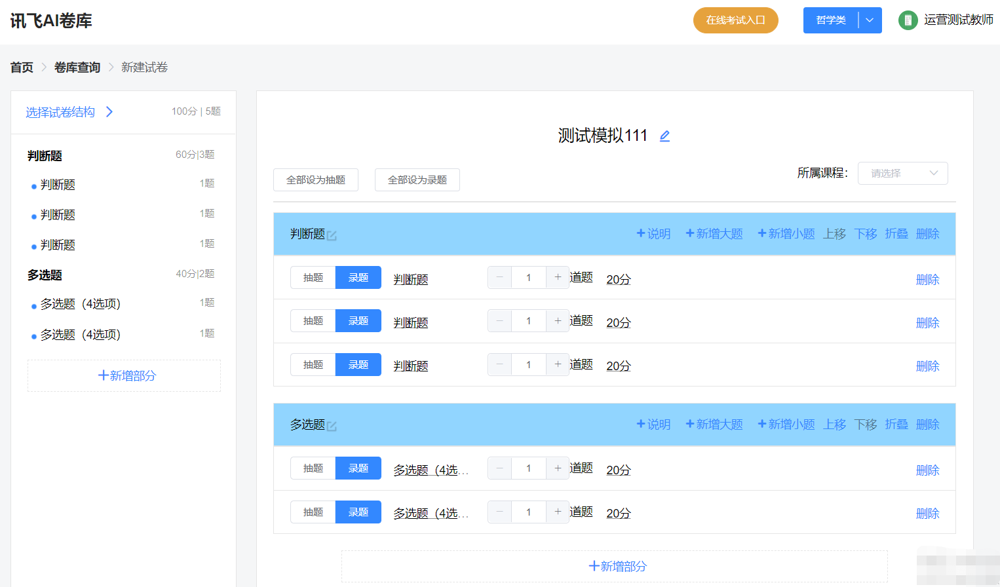 讯飞AI卷库
在线考试入口
哲学类
运营测试教师
首页 > 卷库查询 > 新建试卷
选择试卷结构 >
100分 | 5题
判断题
60分|3题
判断题
1题
判断题
1题
判断题
1题
多选题
40分|2题
多选题（4选项）
1题
多选题（4选项）
1题
+新增部分
测试模拟111
全部设为抽题
全部设为录题
所属课程：
请选择
判断题
+说明 +新增大题 +新增小题 上移 下移 折叠 删除
抽题 录题 判断题 − 1 + 道题 20分 删除
抽题 录题 判断题 − 1 + 道题 20分 删除
抽题 录题 判断题 − 1 + 道题 20分 删除
多选题
+说明 +新增大题 +新增小题 上移 下移 折叠 删除
抽题 录题 多选题（4选... − 1 + 道题 20分 删除
抽题 录题 多选题（4选... − 1 + 道题 20分 删除
+新增部分